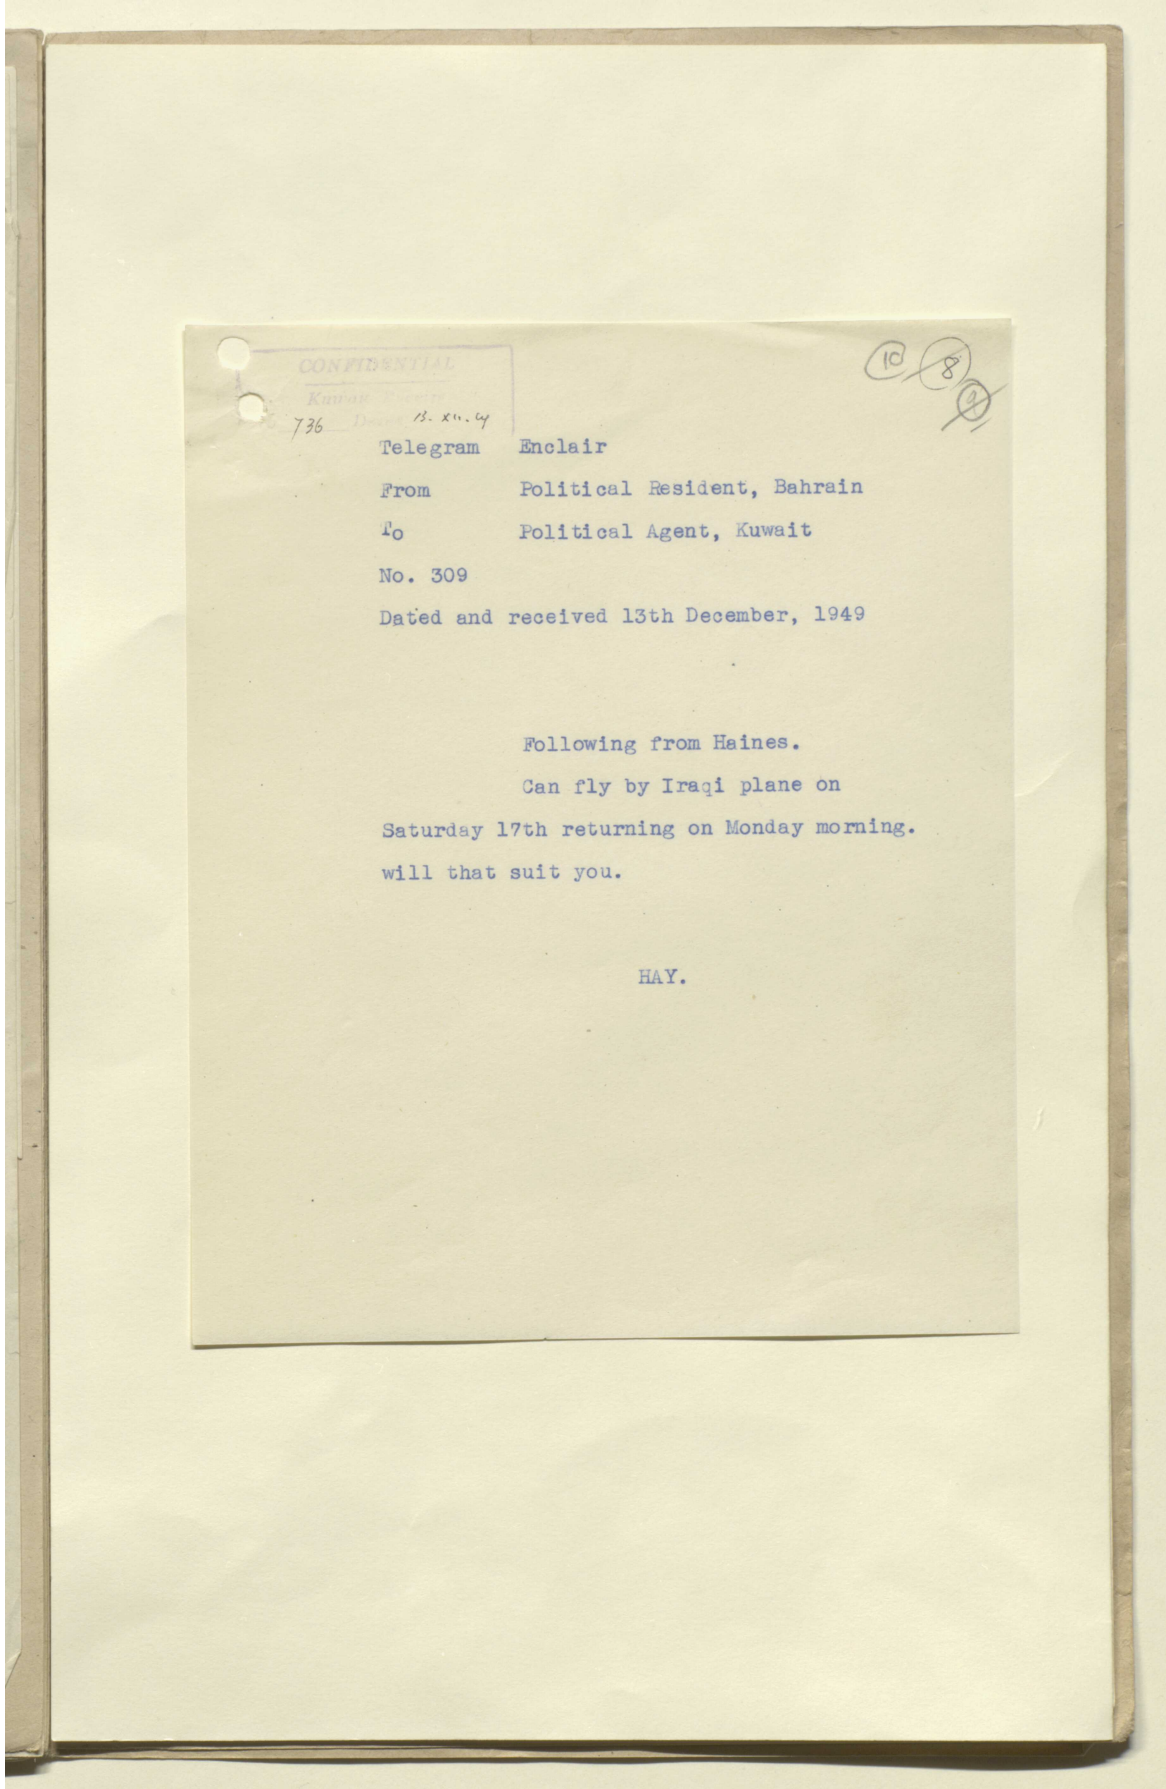 10 8
9
CONFIDENTIAL
Kuwait Receipt
736 13.XII.49
Telegram Enclair
From Political Resident, Bahrain
To Political Agent, Kuwait
No. 309
Dated and received 13th December, 1949
Following from Haines.
Can fly by Iraqi plane on
Saturday 17th returning on Monday morning.
will that suit you.
HAY.